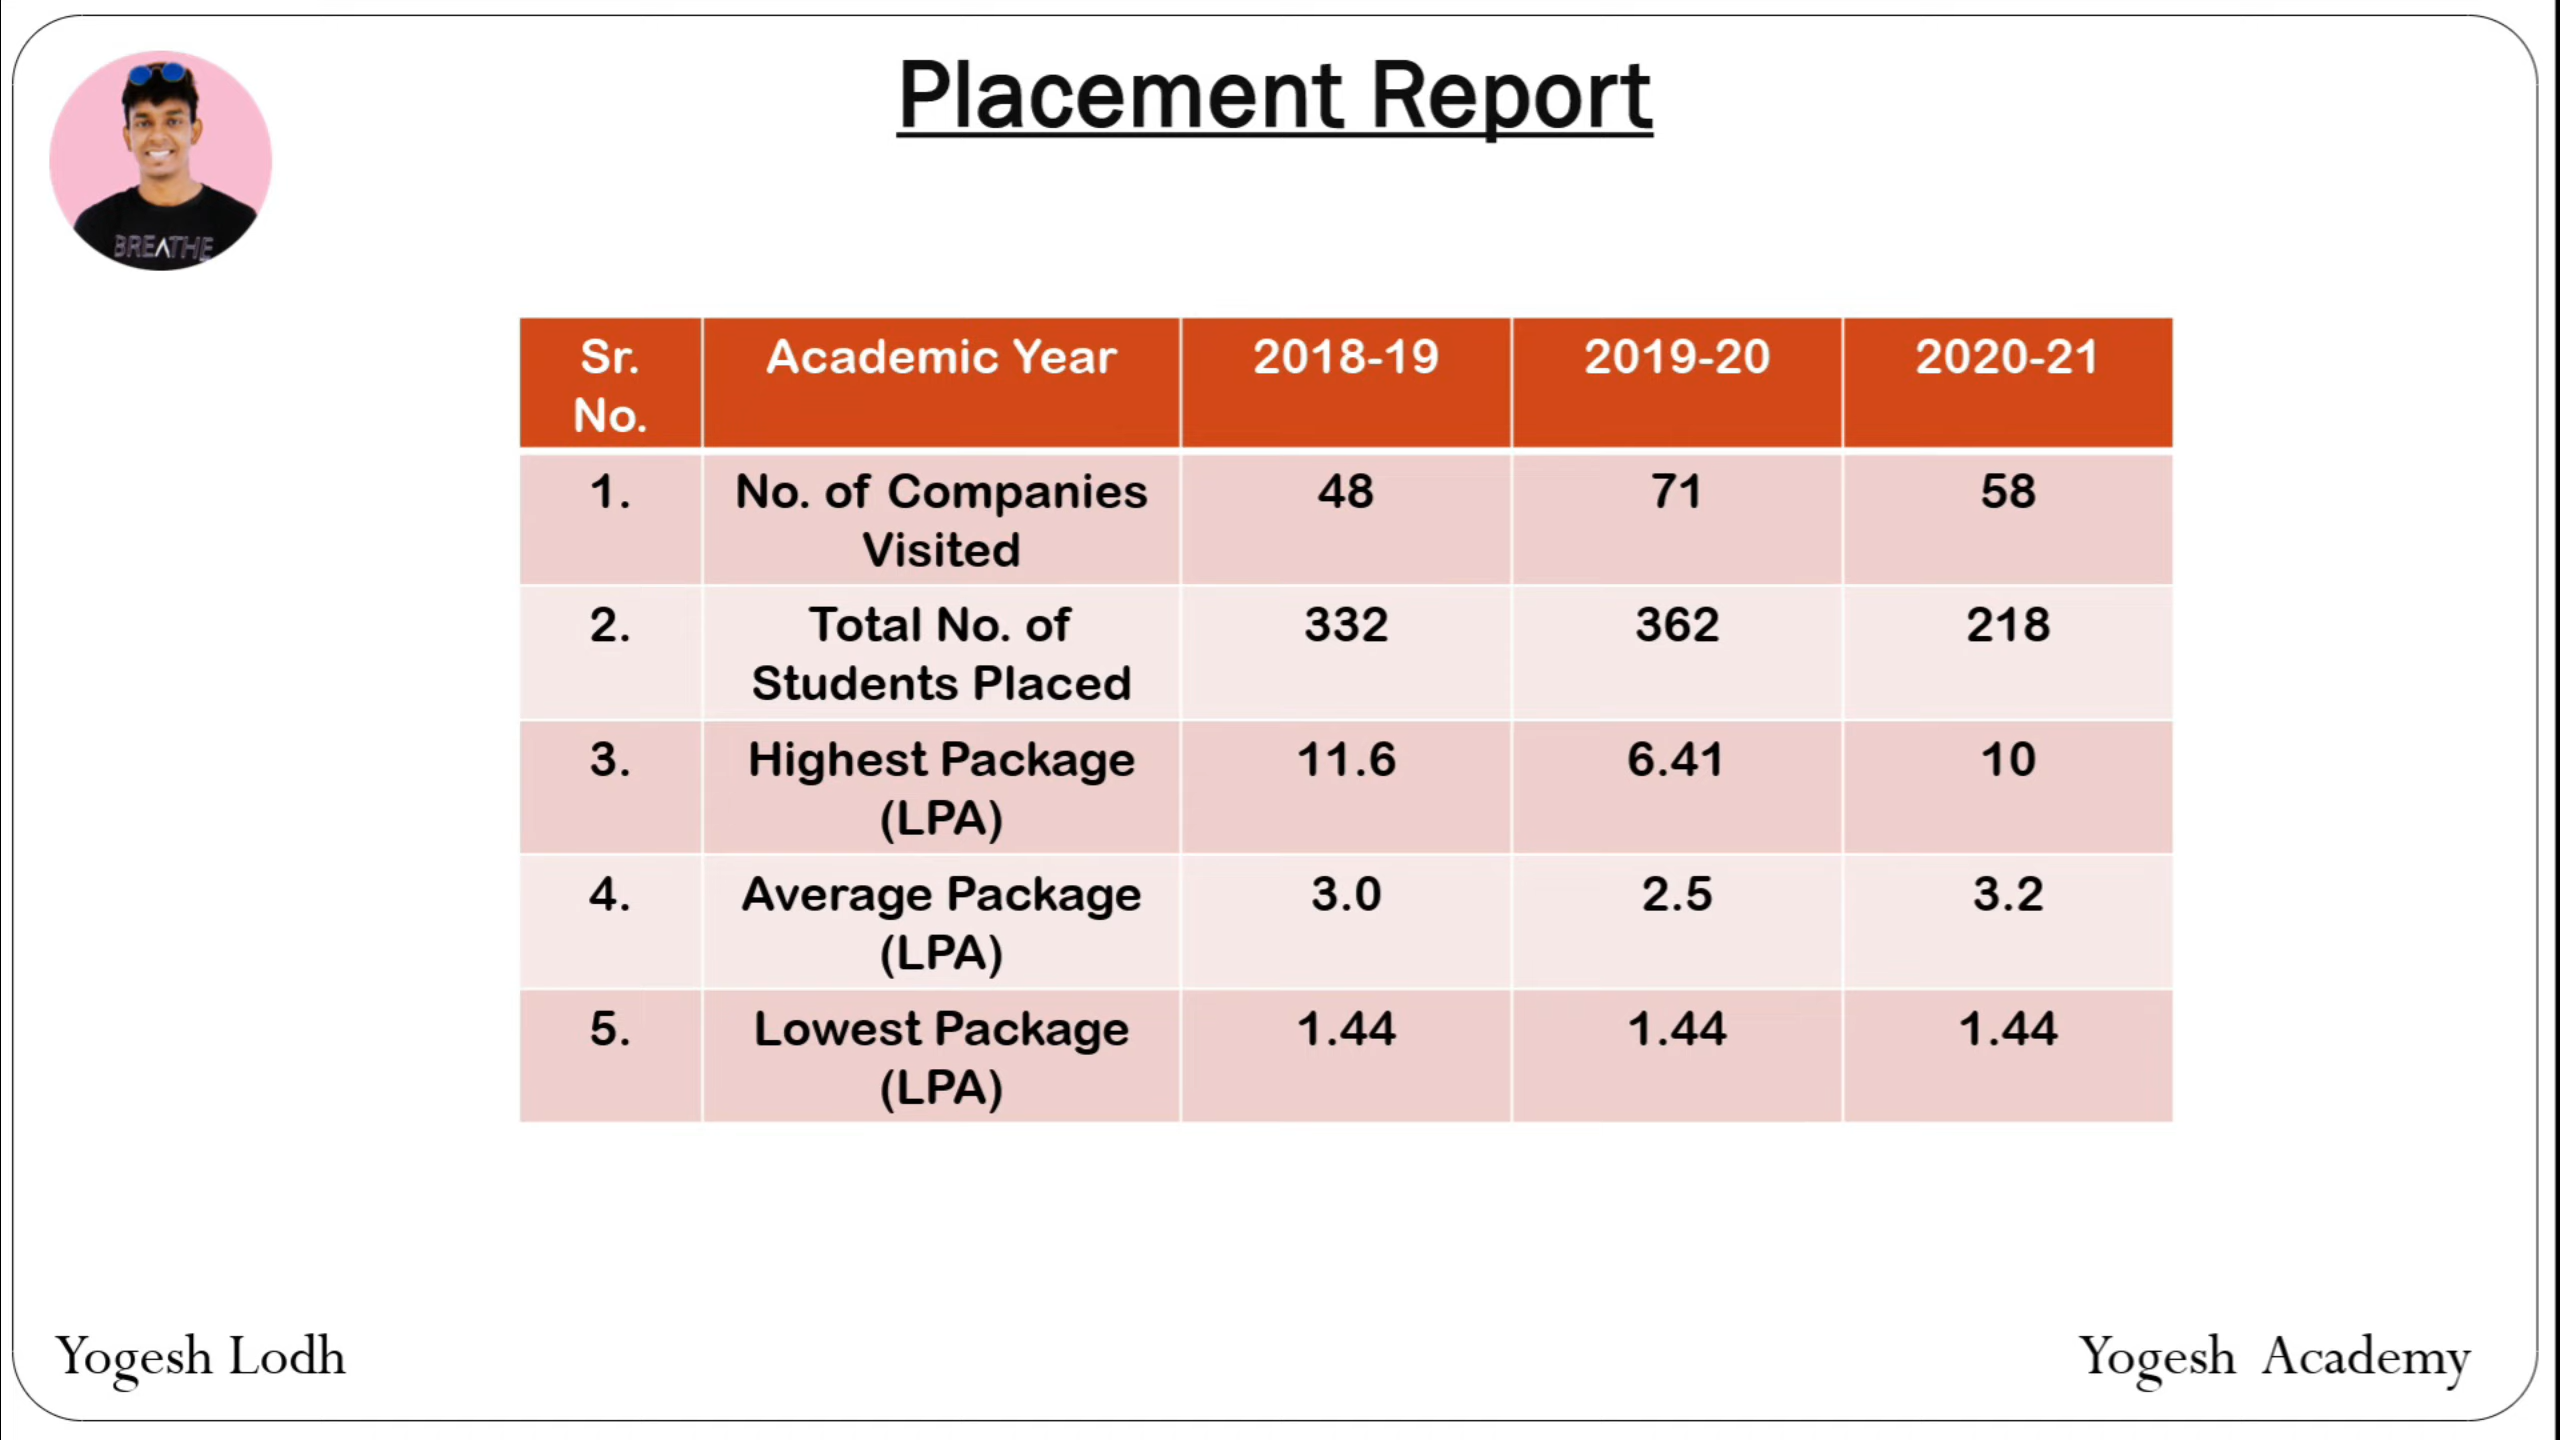 Placement Report
BREATHE
Sr. No. Academic Year 2018-19 2019-20 2020-21
1. No. of Companies Visited 48 71 58
2. Total No. of Students Placed 332 362 218
3. Highest Package (LPA) 11.6 6.41 10
4. Average Package (LPA) 3.0 2.5 3.2
5. Lowest Package (LPA) 1.44 1.44 1.44
Yogesh Lodh
Yogesh Academy